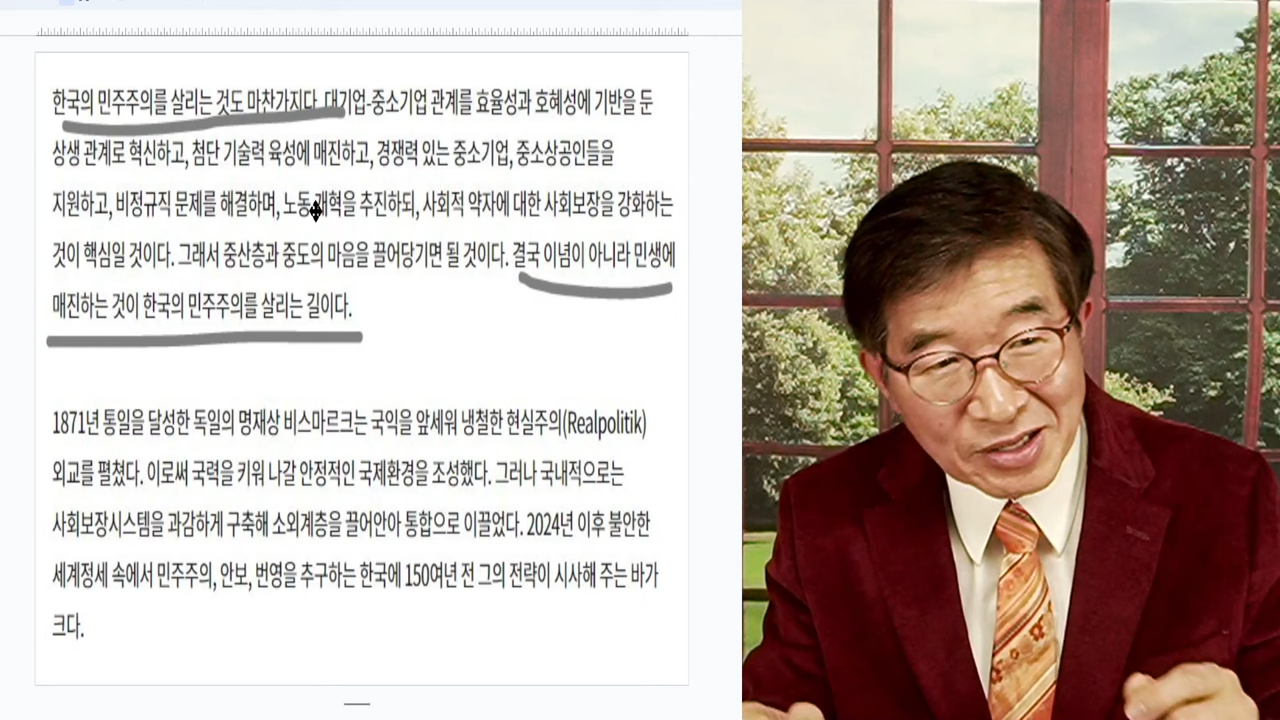 한국의 민주주의를 살리는 것도 마찬가지다. 대기업-중소기업 관계를 효율성과 호혜성에 기반을 둔
상생 관계로 혁신하고, 첨단 기술력 육성에 매진하고, 경쟁력 있는 중소기업, 중소상공인들을
지원하고, 비정규직 문제를 해결하며, 노동 개혁을 추진하되, 사회적 약자에 대한 사회보장을 강화하는
것이 핵심일 것이다. 그래서 중산층과 중도의 마음을 끌어당기면 될 것이다. 결국 이념이 아니라 민생에
매진하는 것이 한국의 민주주의를 살리는 길이다.
1871년 통일을 달성한 독일의 명재상 비스마르크는 국익을 앞세워 냉철한 현실주의(Realpolitik)
외교를 펼쳤다. 이로써 국력을 키워 나갈 안정적인 국제환경을 조성했다. 그러나 국내적으로는
사회보장시스템을 과감하게 구축해 소외계층을 끌어안아 통합으로 이끌었다. 2024년 이후 불안한
세계정세 속에서 민주주의, 안보, 번영을 추구하는 한국에 150여년 전 그의 전략이 시사해 주는 바가
크다.